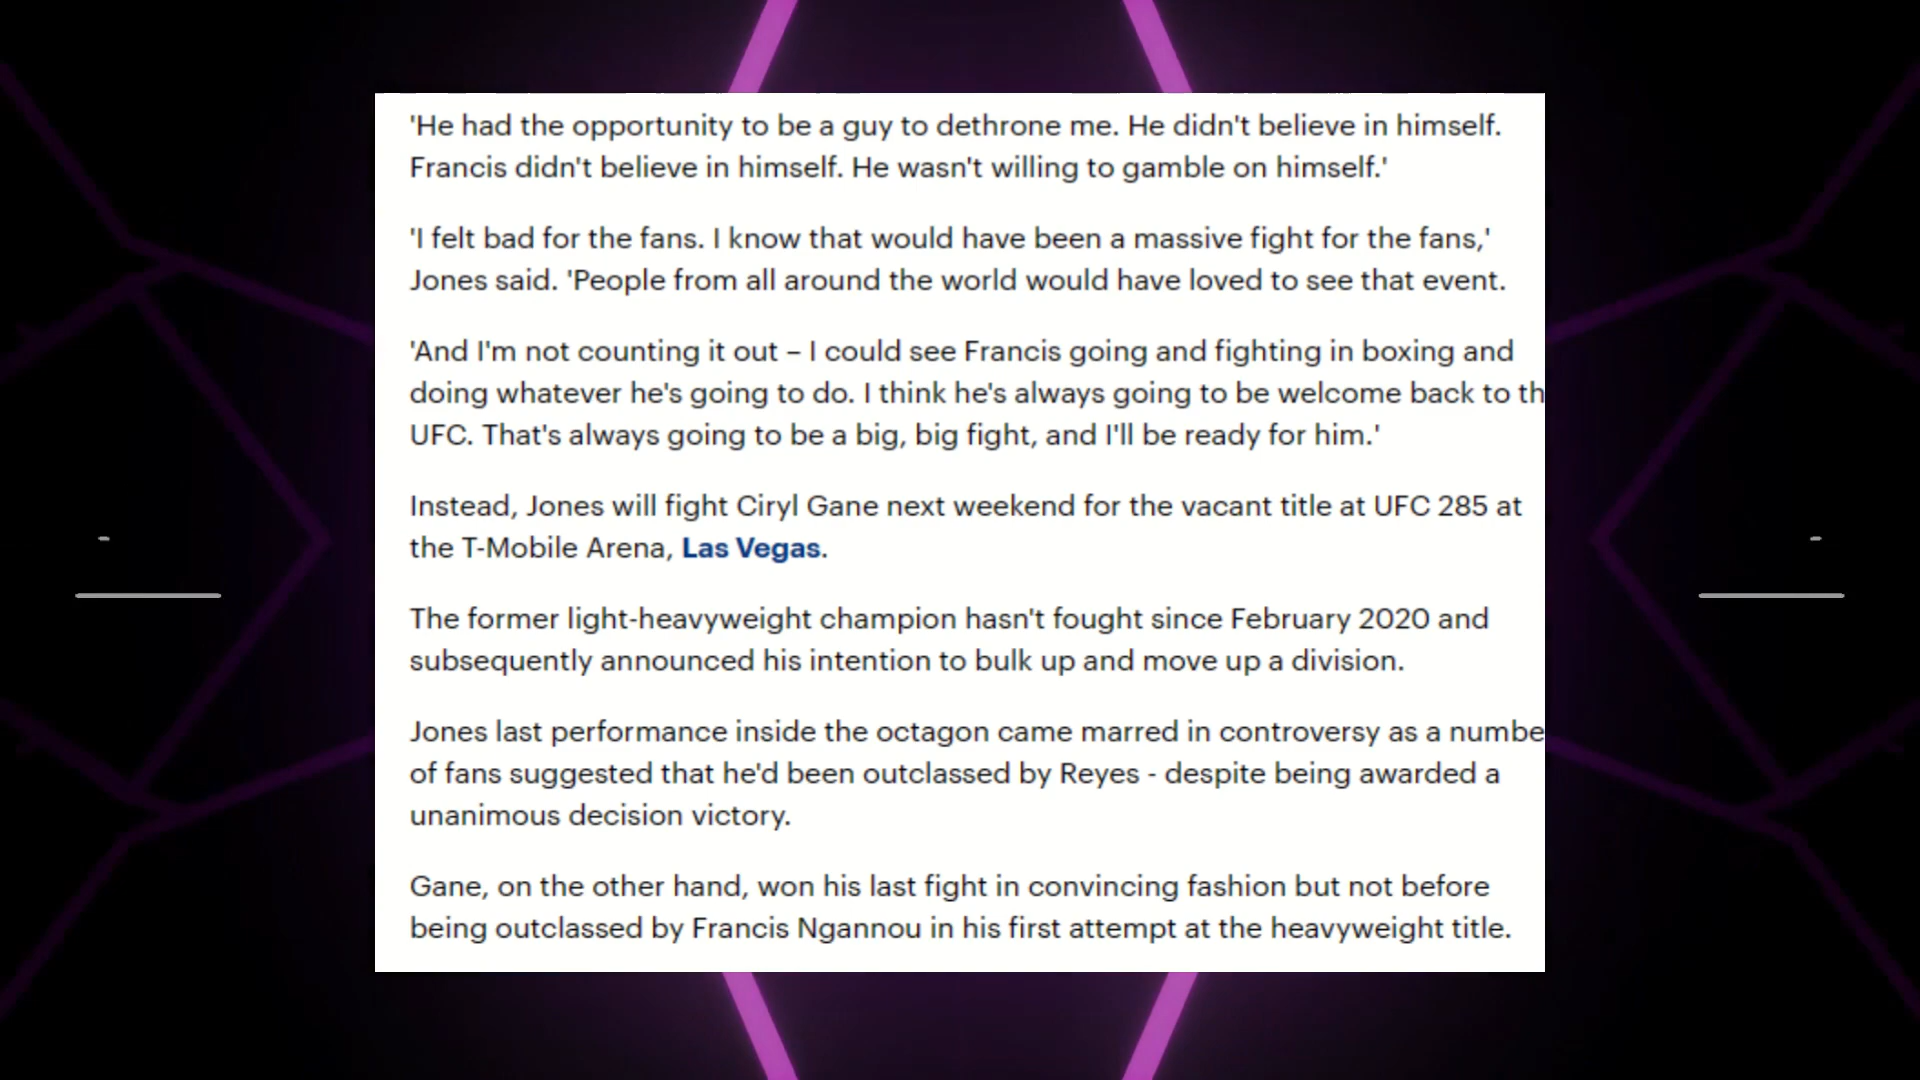 'He had the opportunity to be a guy to dethrone me. He didn't believe in himself.
Francis didn't believe in himself. He wasn't willing to gamble on himself.'
'I felt bad for the fans. I know that would have been a massive fight for the fans,'
Jones said. 'People from all around the world would have loved to see that event.
'And I'm not counting it out – I could see Francis going and fighting in boxing and
doing whatever he's going to do. I think he's always going to be welcome back to th
UFC. That's always going to be a big, big fight, and I'll be ready for him.'
Instead, Jones will fight Ciryl Gane next weekend for the vacant title at UFC 285 at
the T-Mobile Arena, Las Vegas.
The former light-heavyweight champion hasn't fought since February 2020 and
subsequently announced his intention to bulk up and move up a division.
Jones last performance inside the octagon came marred in controversy as a numbe
of fans suggested that he'd been outclassed by Reyes - despite being awarded a
unanimous decision victory.
Gane, on the other hand, won his last fight in convincing fashion but not before
being outclassed by Francis Ngannou in his first attempt at the heavyweight title.